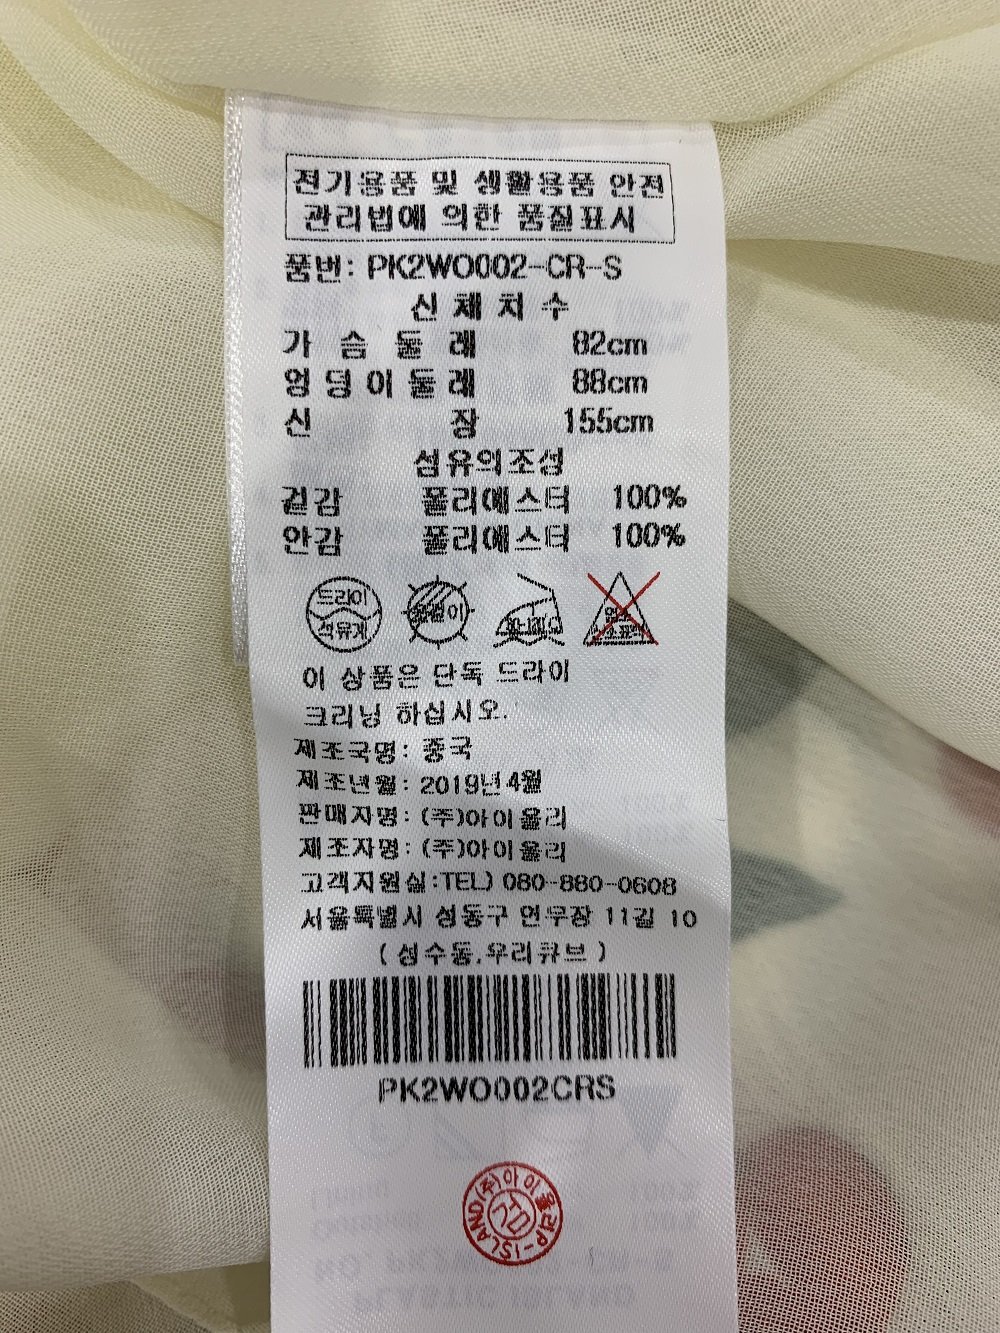 전기용품 및 생활용품 안전
관리법에 의한 품질표시
품번: PK2WO002-CR-S
신 체 치 수
가 슴 둘 레 82cm
엉 덩 이 둘 레 88cm
신 장 155cm
섬유의조성
겉감 폴리에스터 100%
안감 폴리에스터 100%
드라이
석유계
이 상품은 단독 드라이
크리닝 하십시오.
제조국명: 중국
제조년월: 2019년4월
판매자명: (주)아이올리
제조자명: (주)아이올리
고객지원실:TEL) 080-880-0608
서울특별시 성동구 연무장 11길 10
(성수동.우리큐브)
PK2WO002CRS
(주)아이올리 P-ISLAND
검